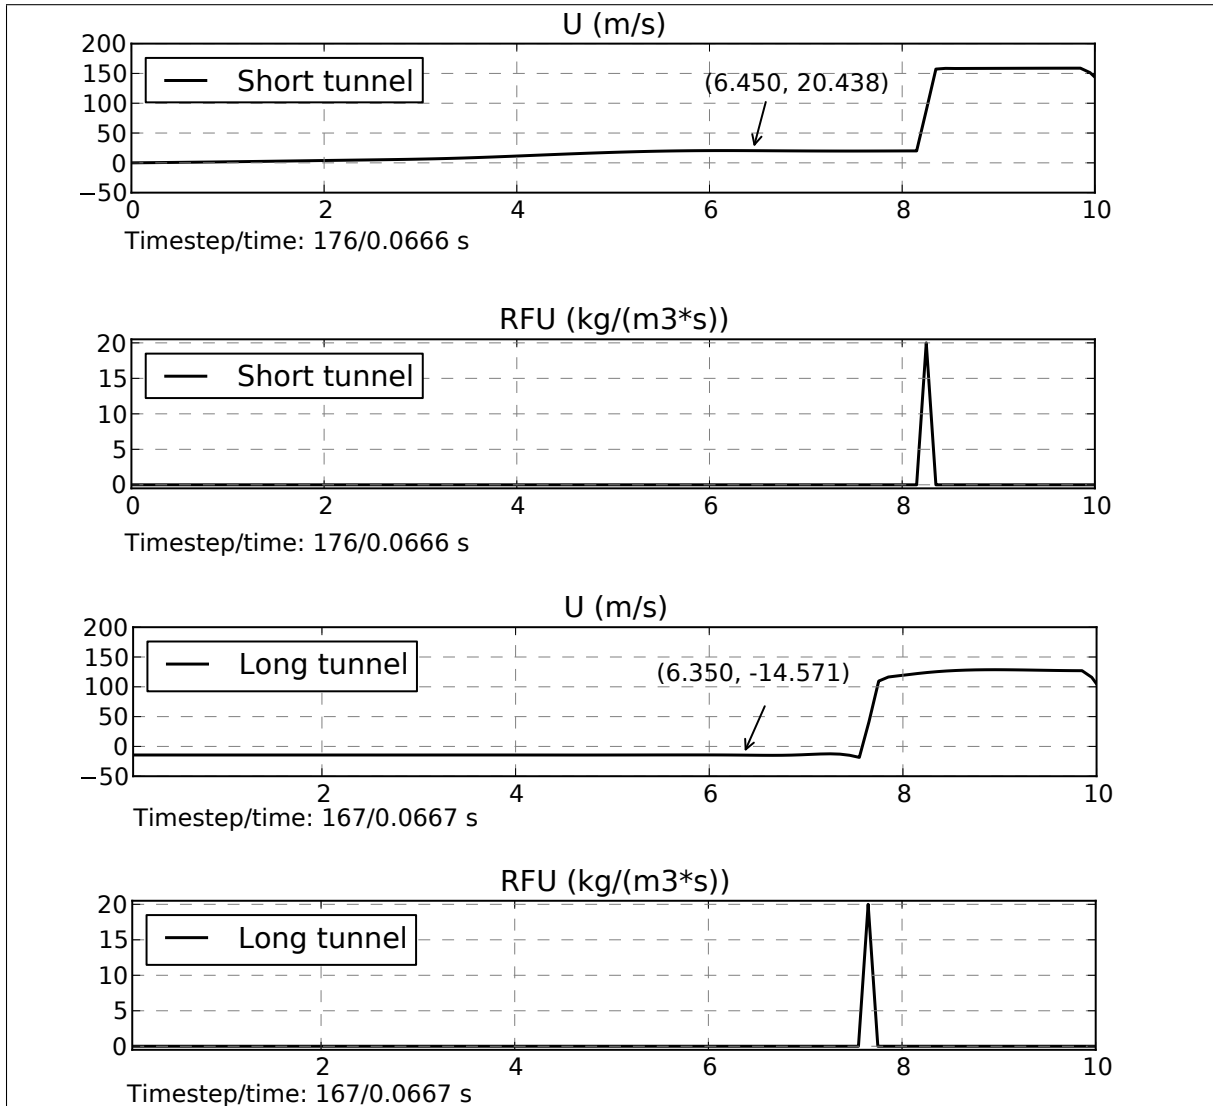 U (m/s)
200
150
100
50
0
−50
Short tunnel
(6.450, 20.438)
0 2 4 6 8 10
Timestep/time: 176/0.0666 s
RFU (kg/(m3*s))
20
15
10
5
0
Short tunnel
0 2 4 6 8 10
Timestep/time: 176/0.0666 s
U (m/s)
200
150
100
50
0
−50
Long tunnel
(6.350, -14.571)
2 4 6 8 10
Timestep/time: 167/0.0667 s
RFU (kg/(m3*s))
20
15
10
5
0
Long tunnel
2 4 6 8 10
Timestep/time: 167/0.0667 s